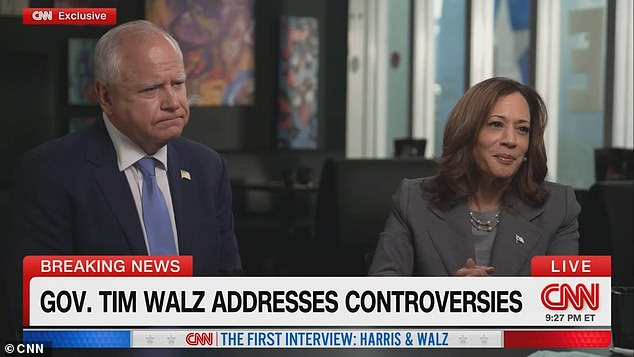 CNN Exclusive
BREAKING NEWS
LIVE
GOV. TIM WALZ ADDRESSES CONTROVERSIES
CNN
9:27 PM ET
CNN THE FIRST INTERVIEW: HARRIS & WALZ
© CNN